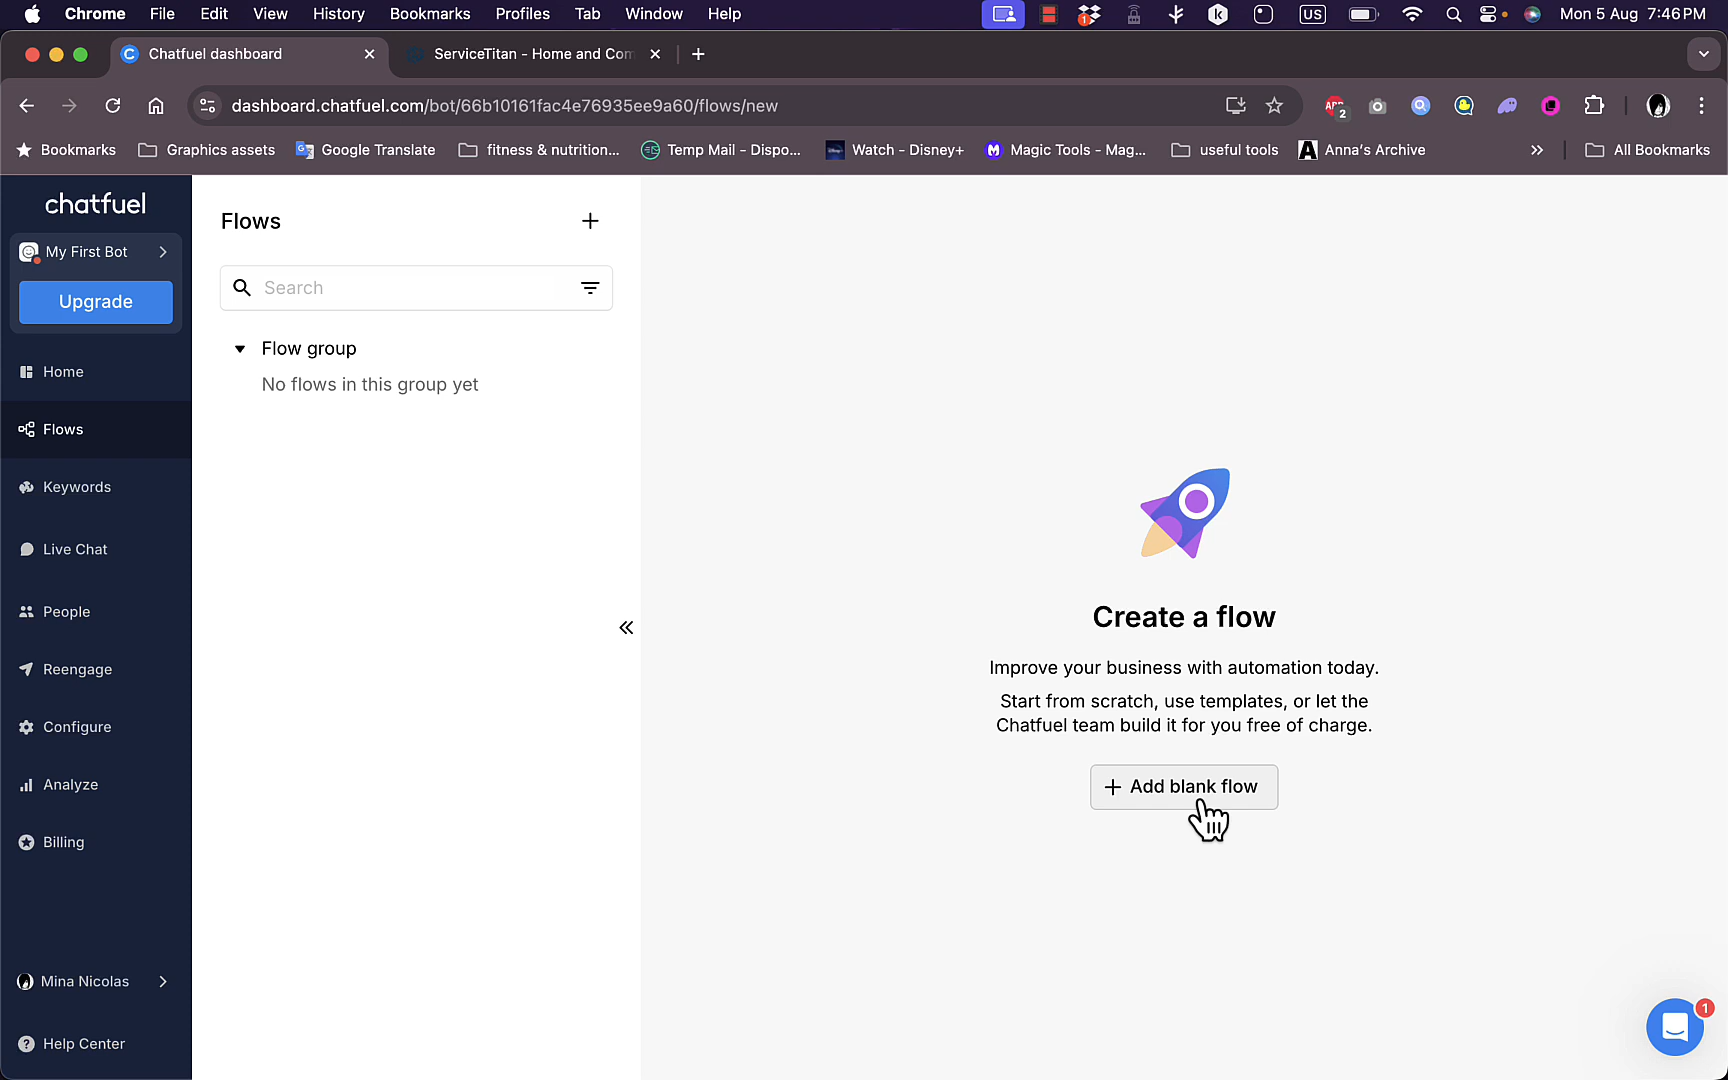 Chrome File Edit View History Bookmarks Profiles Tab Window Help 1 US Mon 5 Aug 7:46 PM
Chatfuel dashboard ServiceTitan - Home and Com
dashboard.chatfuel.com/bot/66b10161fac4e76935ee9a60/flows/new ABP 2
Bookmarks Graphics assets Google Translate fitness & nutrition... Temp Mail - Dispo... Watch - Disney+ Magic Tools - Mag... useful tools Anna's Archive All Bookmarks
chatfuel
My First Bot
Upgrade
Home
Flows
Keywords
Live Chat
People
Reengage
Configure
Analyze
Billing
Mina Nicolas
Help Center
Flows
Search
Flow group
No flows in this group yet
Create a flow
Improve your business with automation today.
Start from scratch, use templates, or let the
Chatfuel team build it for you free of charge.
+ Add blank flow
1